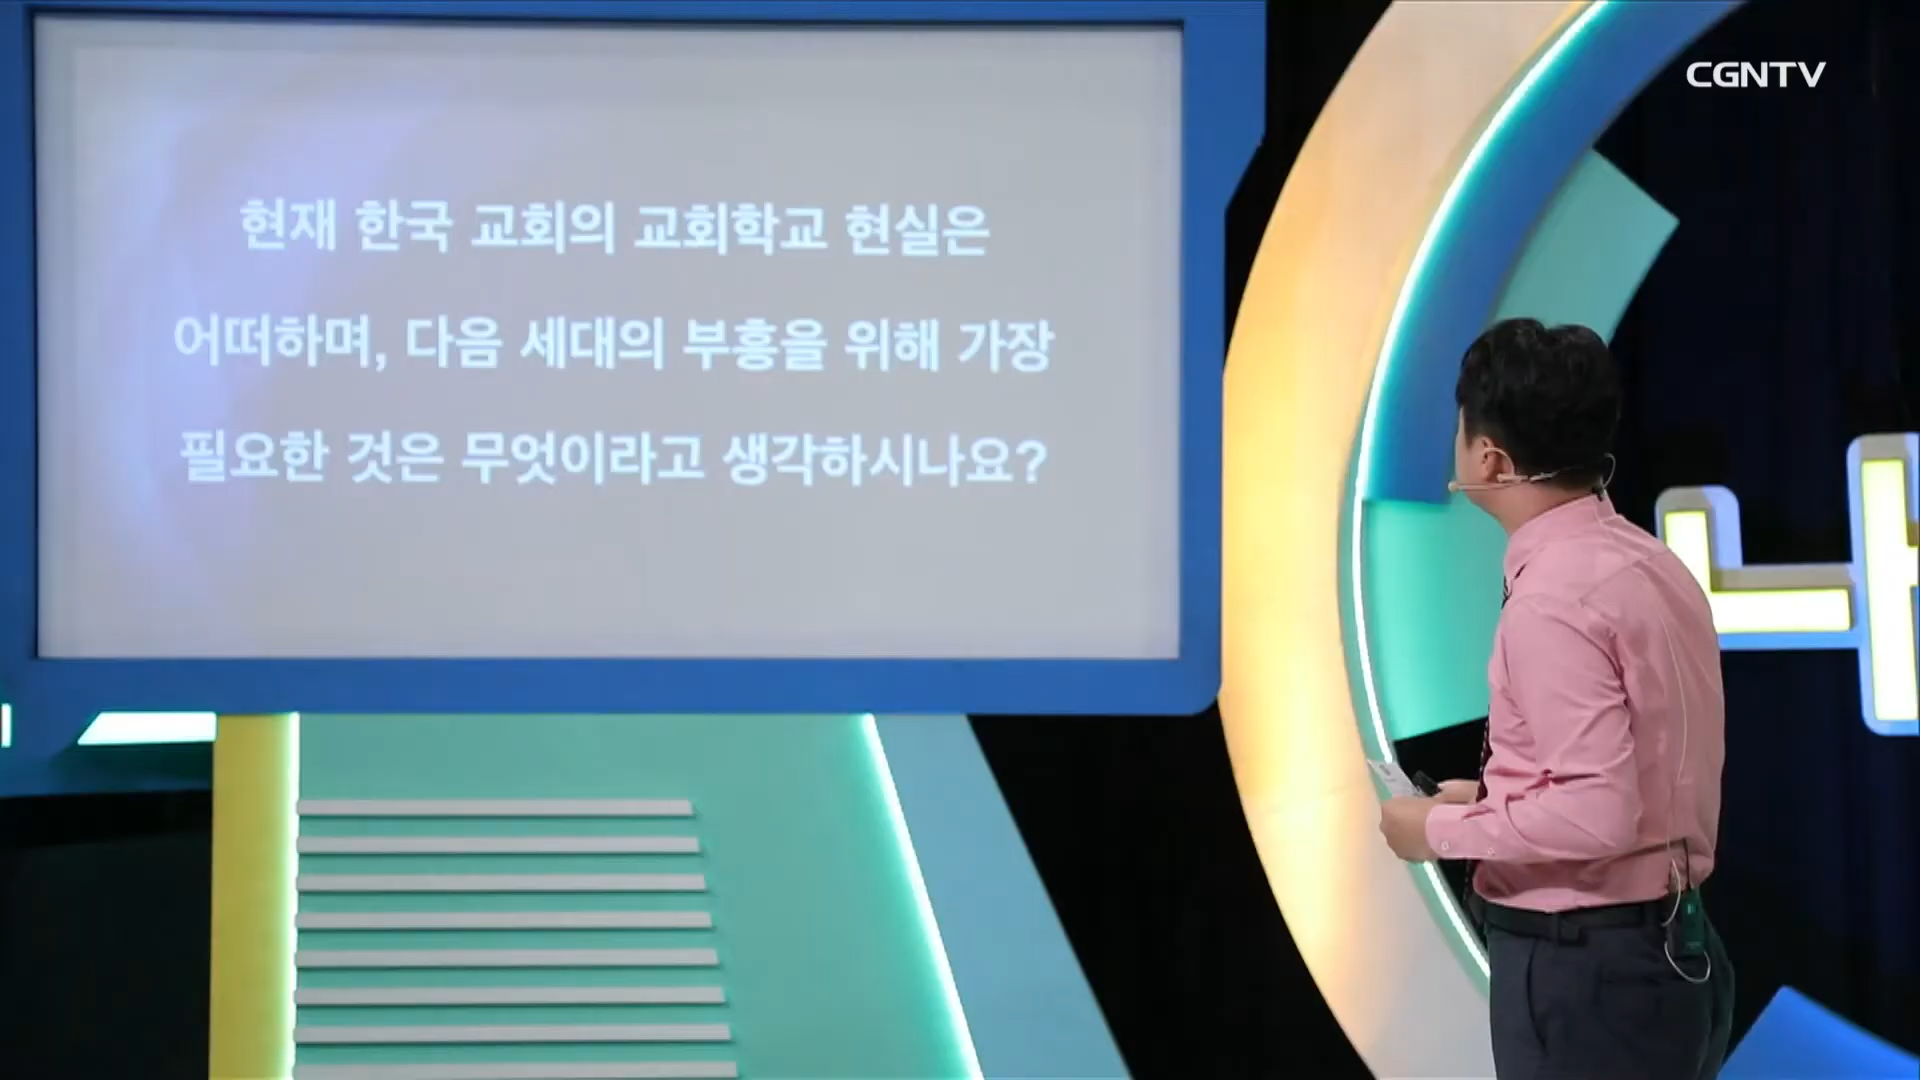 CGNTV
현재 한국 교회의 교회학교 현실은
어떠하며, 다음 세대의 부흥을 위해 가장
필요한 것은 무엇이라고 생각하시나요?